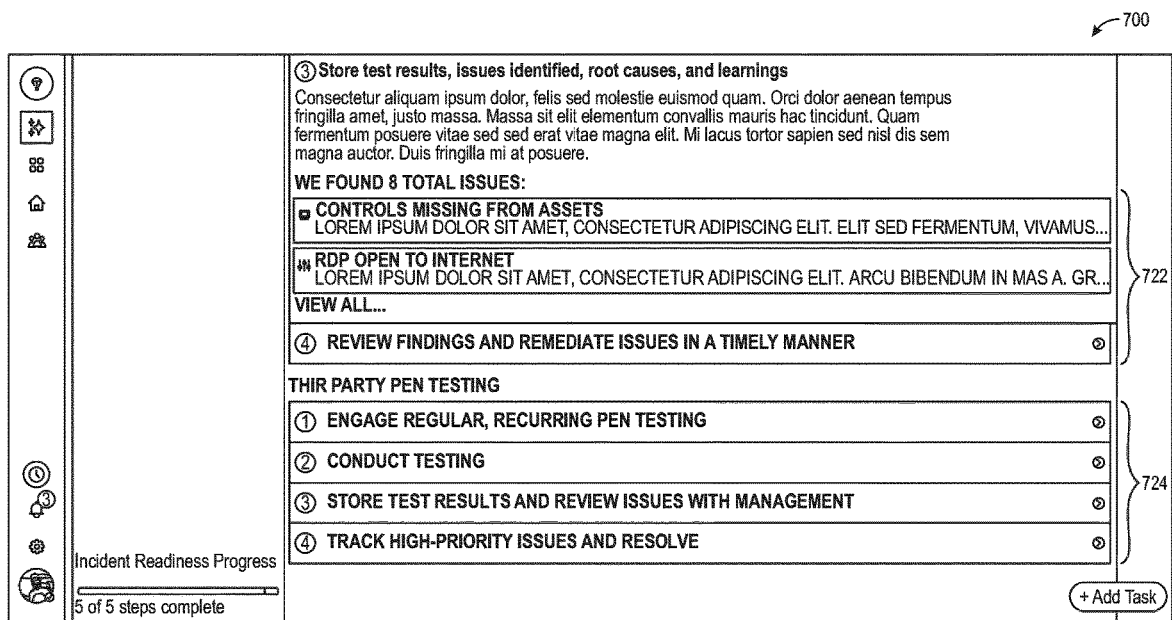 700
③ Store test results, issues identified, root causes, and learnings
Consectetur aliquam ipsum dolor, felis sed molestie euismod quam. Orci dolor aenean tempus
fringilla amet, justo massa. Massa sit elit elementum convallis mauris hac tincidunt. Quam
fermentum posuere vitae sed sed erat vitae magna elit. Mi lacus tortor sapien sed nisl dis sem
magna auctor. Duis fringilla mi at posuere.
WE FOUND 8 TOTAL ISSUES:
CONTROLS MISSING FROM ASSETS
LOREM IPSUM DOLOR SIT AMET, CONSECTETUR ADIPISCING ELIT. ELIT SED FERMENTUM, VIVAMUS...
RDP OPEN TO INTERNET
LOREM IPSUM DOLOR SIT AMET, CONSECTETUR ADIPISCING ELIT. ARCU BIBENDUM IN MAS A. GR...
722
VIEW ALL...
④ REVIEW FINDINGS AND REMEDIATE ISSUES IN A TIMELY MANNER
THIR PARTY PEN TESTING
① ENGAGE REGULAR, RECURRING PEN TESTING
② CONDUCT TESTING
724
③ STORE TEST RESULTS AND REVIEW ISSUES WITH MANAGEMENT
④ TRACK HIGH-PRIORITY ISSUES AND RESOLVE
3
Incident Readiness Progress
5 of 5 steps complete
+ Add Task